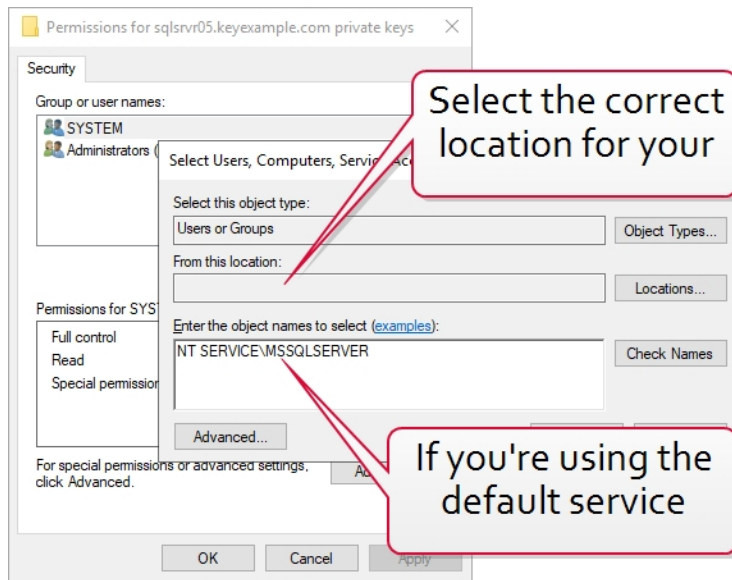 Permissions for sqlsrvr05.keyexample.com private keys
Security
Group or user names:
SYSTEM
Administrators (
Select Users, Computers, Service Acc
Select the correct
location for your
Select this object type:
Users or Groups
Object Types...
From this location:
Locations...
Permissions for SYS
Full control
Read
Special permission
Enter the object names to select (examples):
NT SERVICE\MSSQLSERVER
Check Names
Advanced...
If you're using the
default service
For special permissions or advanced settings,
click Advanced.
OK
Cancel
Apply